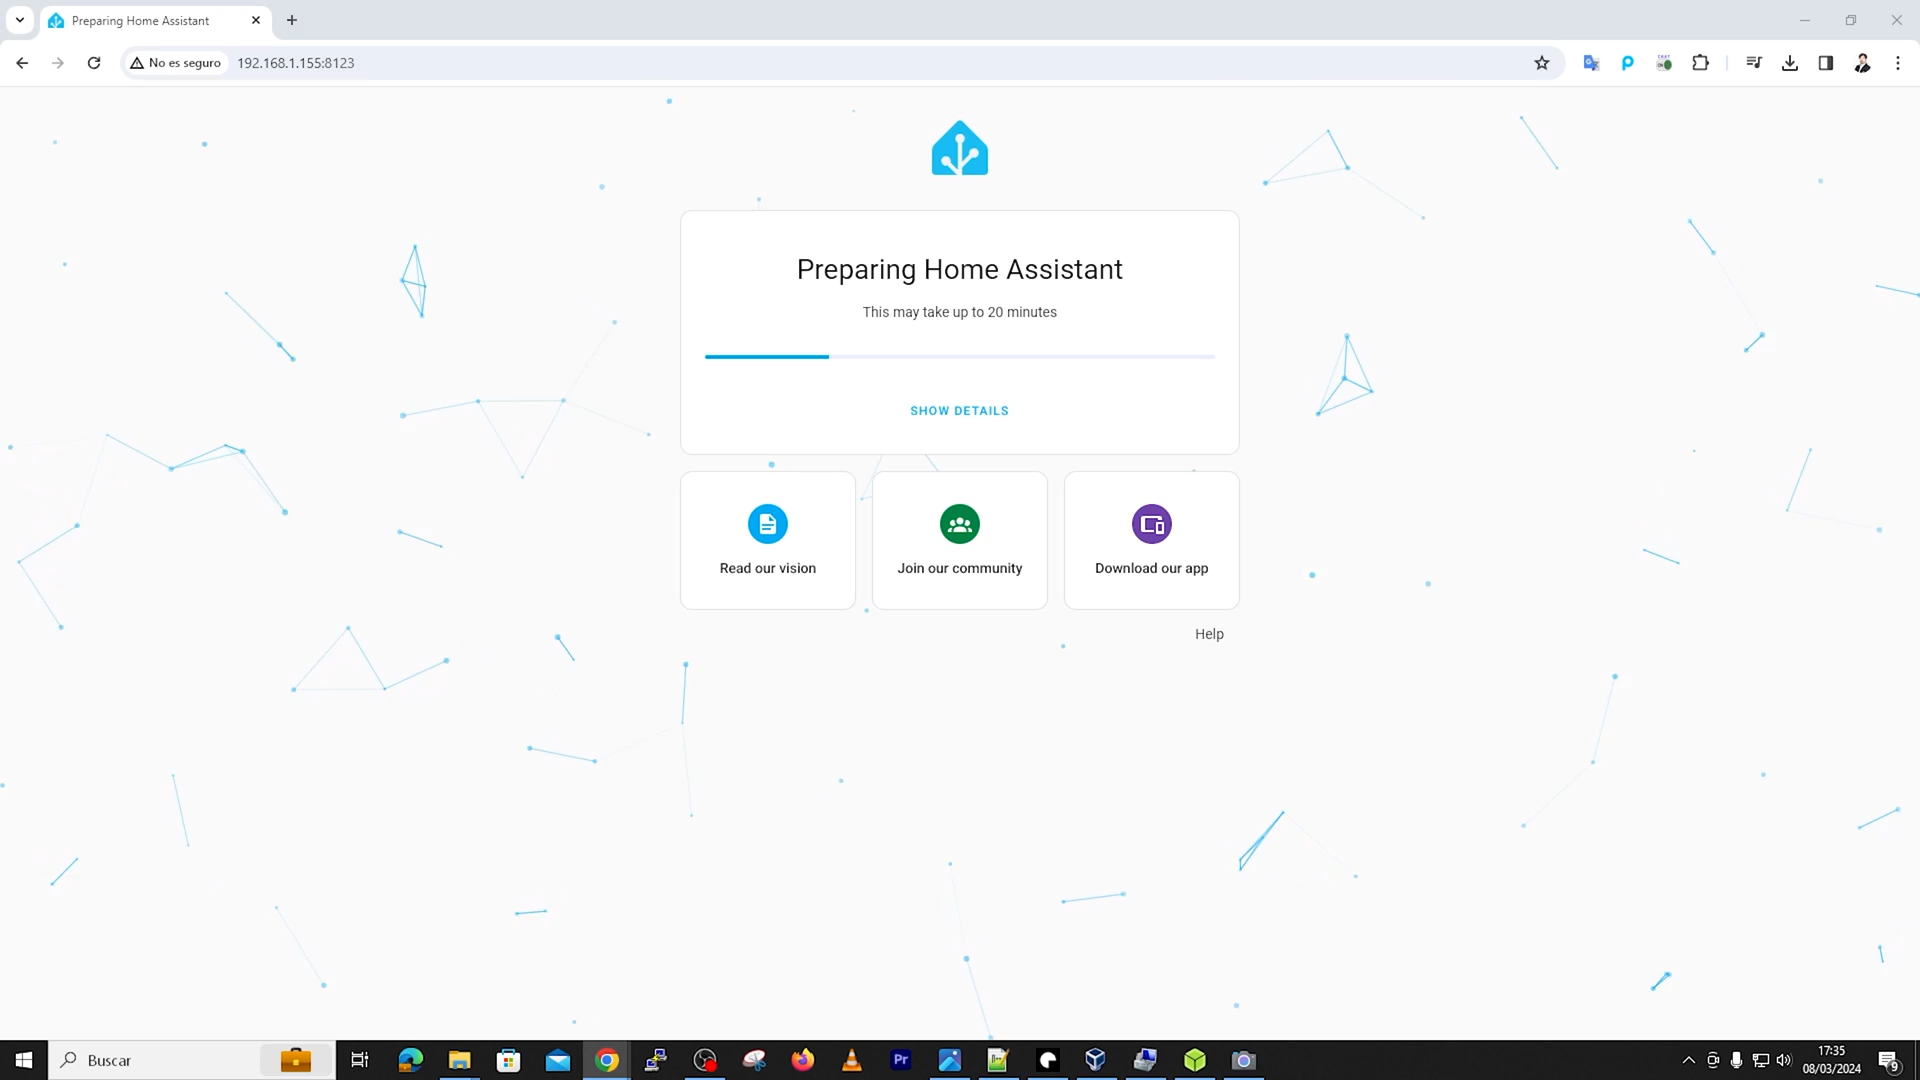 Preparing Home Assistant
No es seguro
192.168.1.155:8123
Preparing Home Assistant
This may take up to 20 minutes
SHOW DETAILS
Read our vision
Join our community
Download our app
Help
Buscar
Pr
17:35
08/03/2024
9